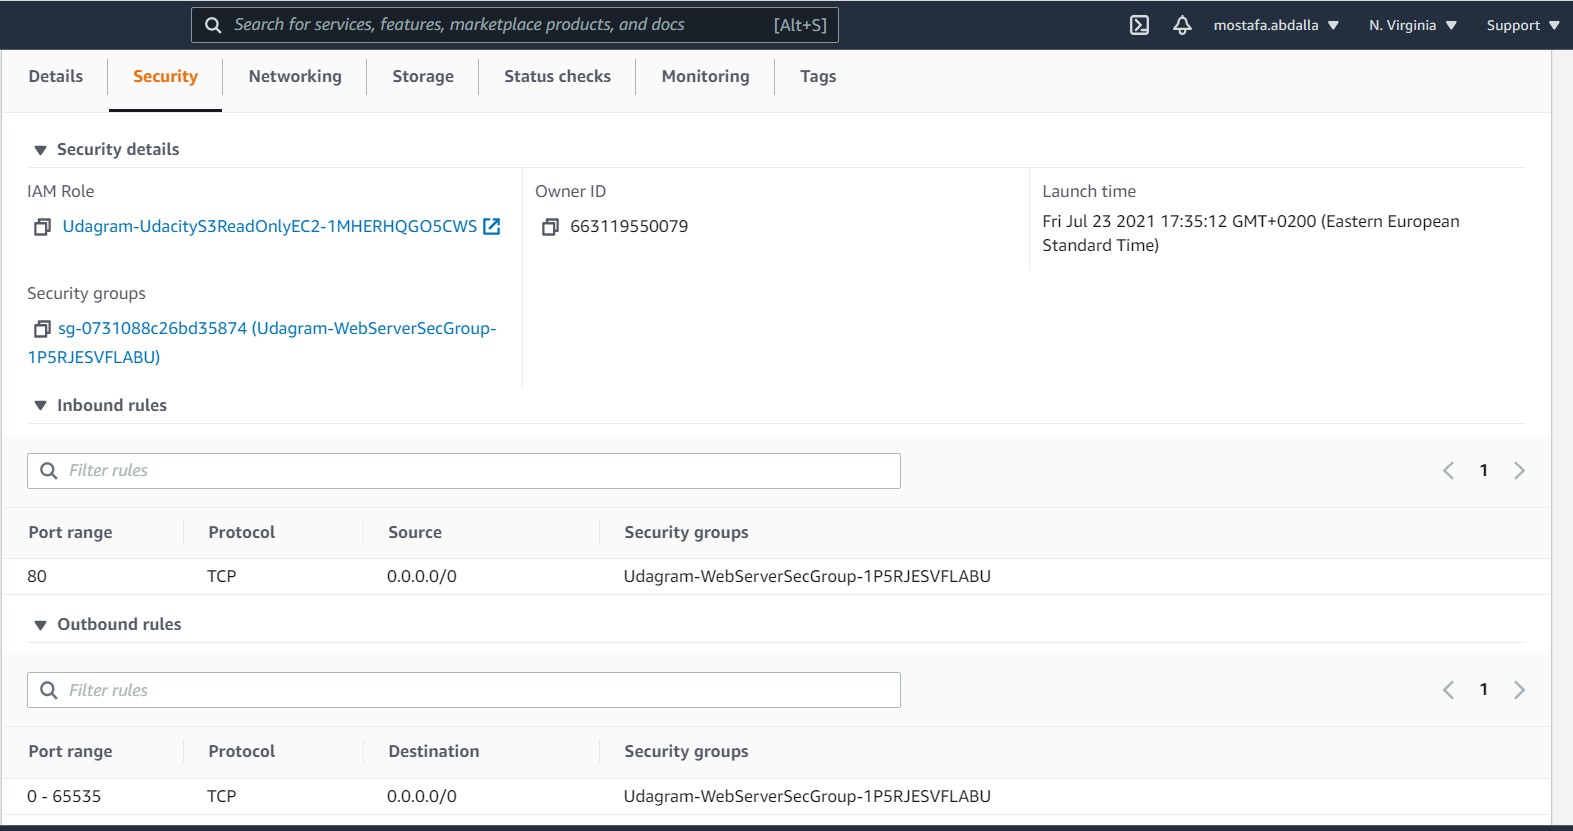 Search for services, features, marketplace products, and docs [Alt+S] mostafa.abdalla N. Virginia Support
Details Security Networking Storage Status checks Monitoring Tags
Security details
IAM Role Owner ID Launch time
Udagram-UdacityS3ReadOnlyEC2-1MHERHQGO5CWS 663119550079 Fri Jul 23 2021 17:35:12 GMT+0200 (Eastern European
Standard Time)
Security groups
sg-0731088c26bd35874 (Udagram-WebServerSecGroup-
1P5RJESVFLABU)
Inbound rules
Filter rules 1
Port range Protocol Source Security groups
80 TCP 0.0.0.0/0 Udagram-WebServerSecGroup-1P5RJESVFLABU
Outbound rules
Filter rules 1
Port range Protocol Destination Security groups
0 - 65535 TCP 0.0.0.0/0 Udagram-WebServerSecGroup-1P5RJESVFLABU